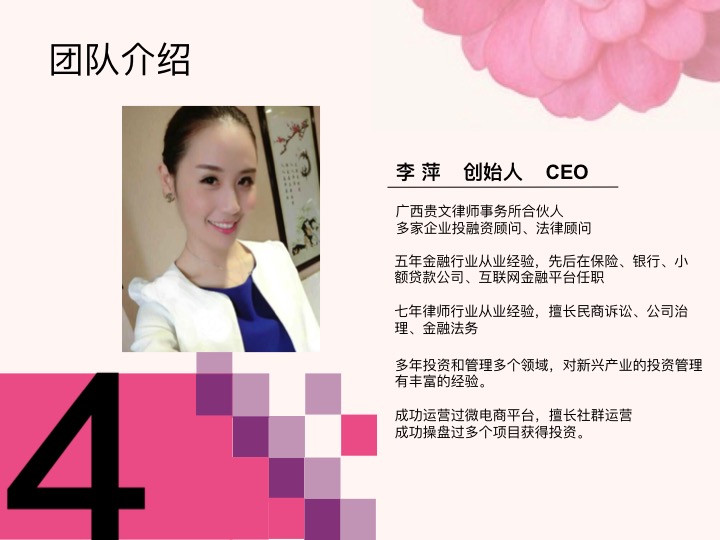 团队介绍
李 萍 创始人 CEO
广西贵文律师事务所合伙人
多家企业投融资顾问、法律顾问
五年金融行业从业经验，先后在保险、银行、小
额贷款公司、互联网金融平台任职
七年律师行业从业经验，擅长民商诉讼、公司治
理、金融法务
多年投资和管理多个领域，对新兴产业的投资管理
有丰富的经验。
成功运营过微电商平台，擅长社群运营
成功操盘过多个项目获得投资。
4